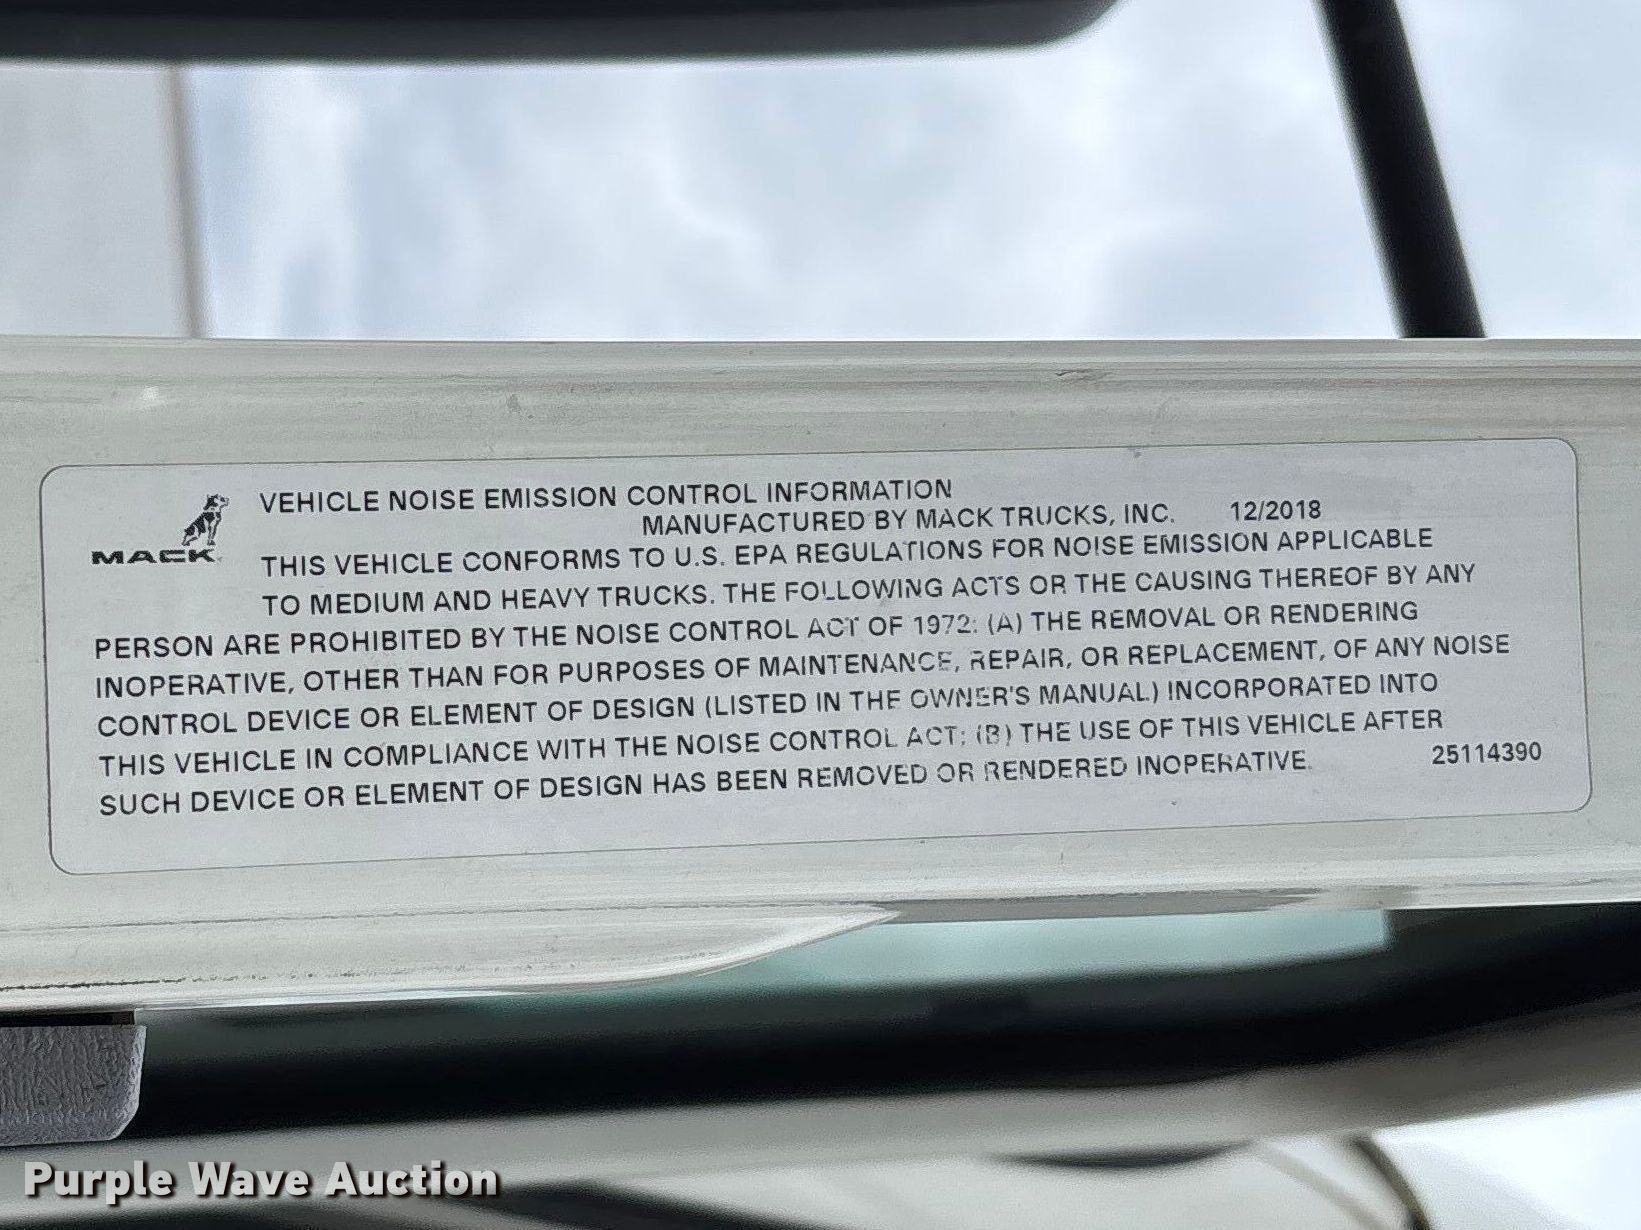 VEHICLE NOISE EMISSION CONTROL INFORMATION
MANUFACTURED BY MACK TRUCKS, INC. 12/2018
MACK
THIS VEHICLE CONFORMS TO U.S. EPA REGULATIONS FOR NOISE EMISSION APPLICABLE
TO MEDIUM AND HEAVY TRUCKS. THE FOLLOWING ACTS OR THE CAUSING THEREOF BY ANY
PERSON ARE PROHIBITED BY THE NOISE CONTROL ACT OF 1972: (A) THE REMOVAL OR RENDERING
INOPERATIVE, OTHER THAN FOR PURPOSES OF MAINTENANCE, REPAIR, OR REPLACEMENT, OF ANY NOISE
CONTROL DEVICE OR ELEMENT OF DESIGN (LISTED IN THE OWNER'S MANUAL) INCORPORATED INTO
THIS VEHICLE IN COMPLIANCE WITH THE NOISE CONTROL ACT; (B) THE USE OF THIS VEHICLE AFTER
SUCH DEVICE OR ELEMENT OF DESIGN HAS BEEN REMOVED OR RENDERED INOPERATIVE. 25114390
Purple Wave Auction